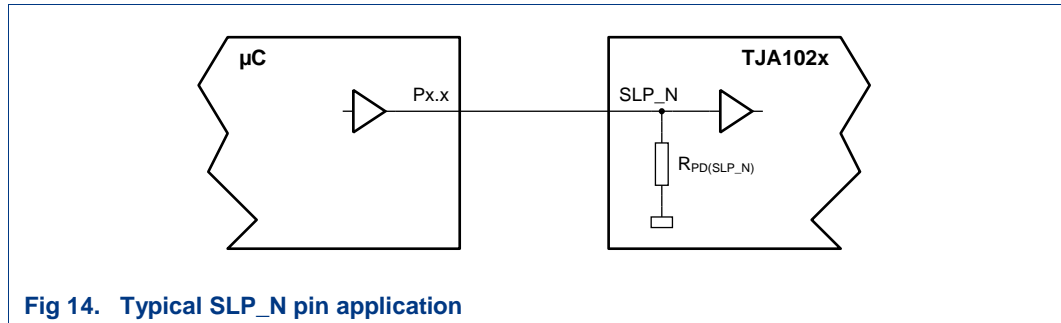 µC
TJA102x
Px.x
SLP_N
RPD(SLP_N)
Fig 14. Typical SLP_N pin application